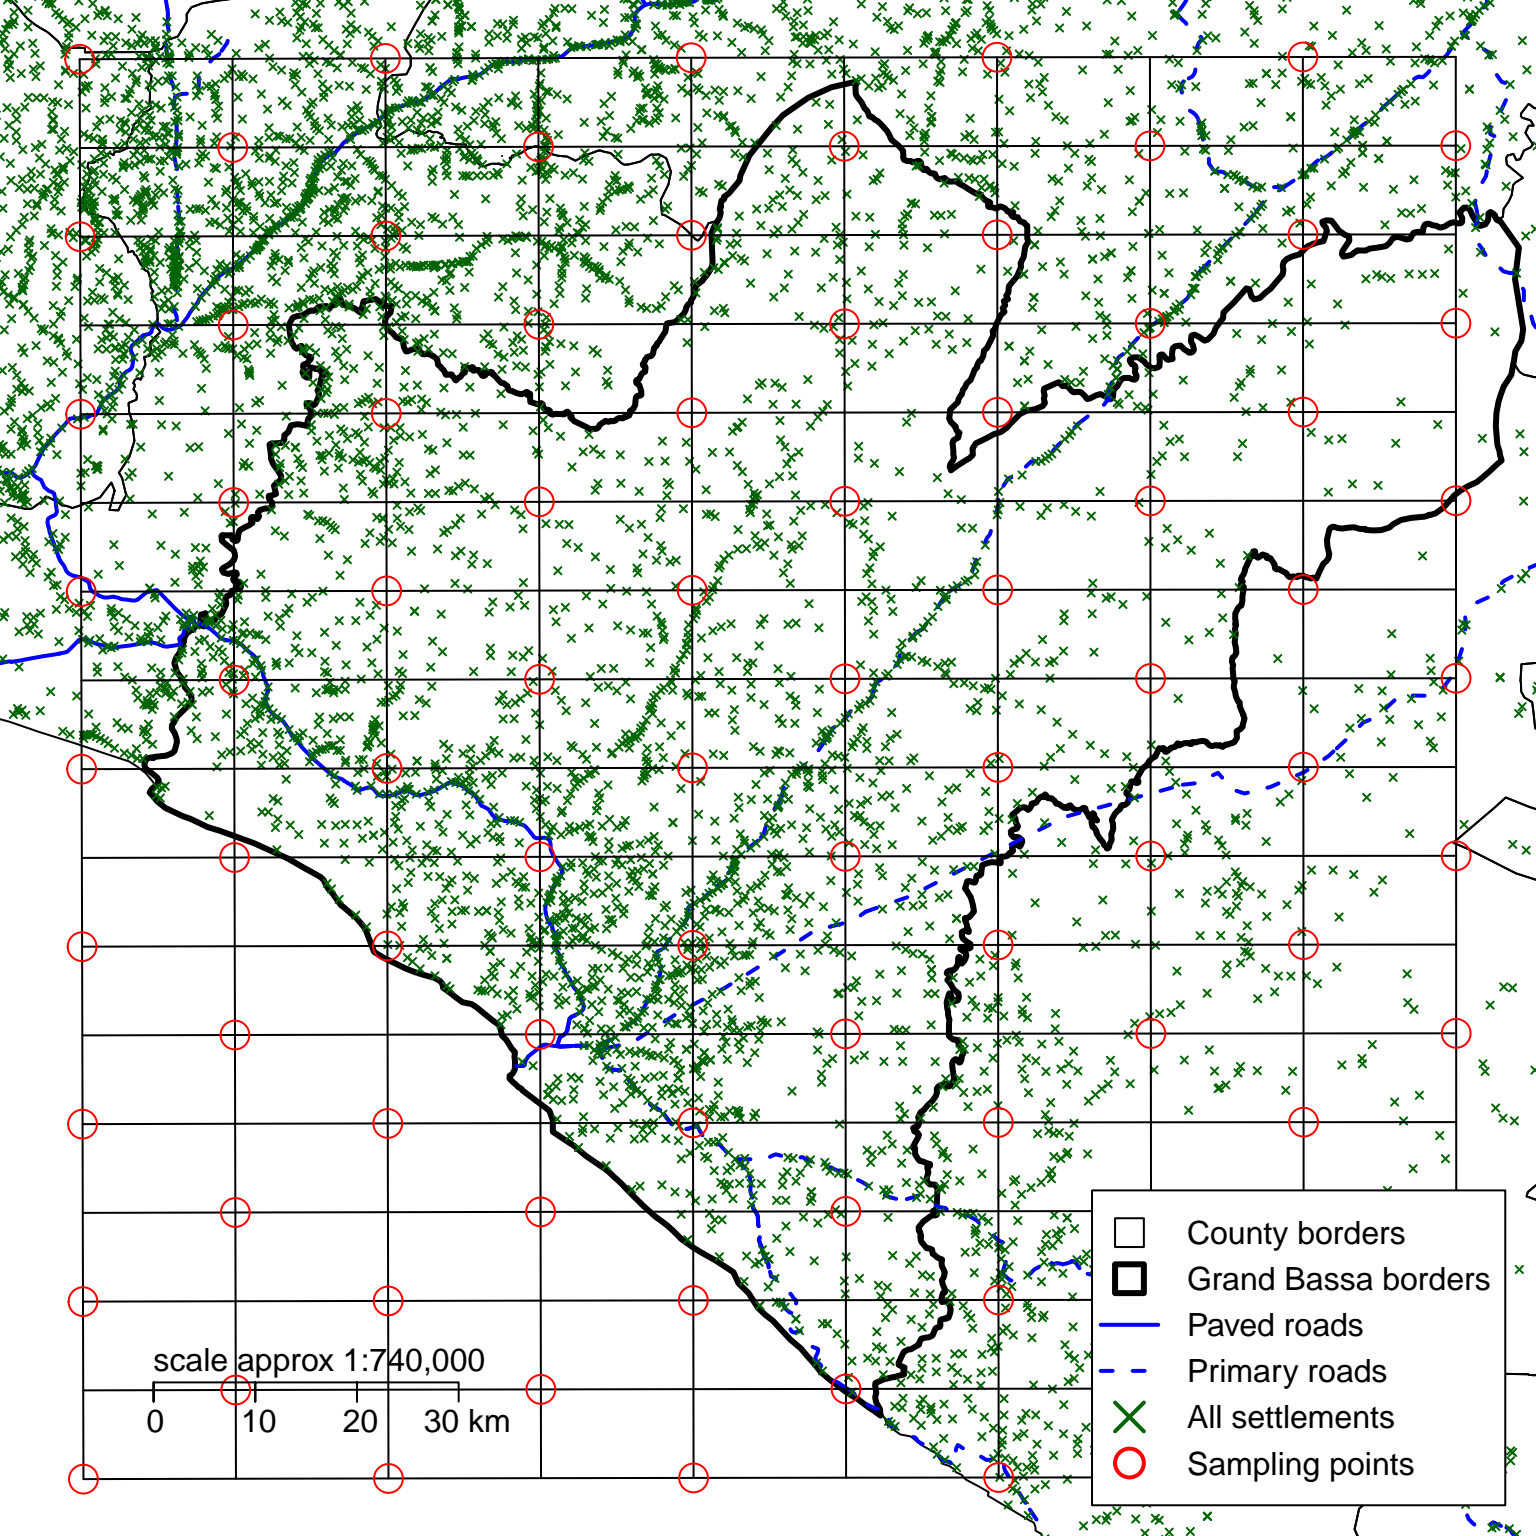 scale approx 1:740,000
0 10 20 30 km
County borders
Grand Bassa borders
Paved roads
Primary roads
All settlements
Sampling points